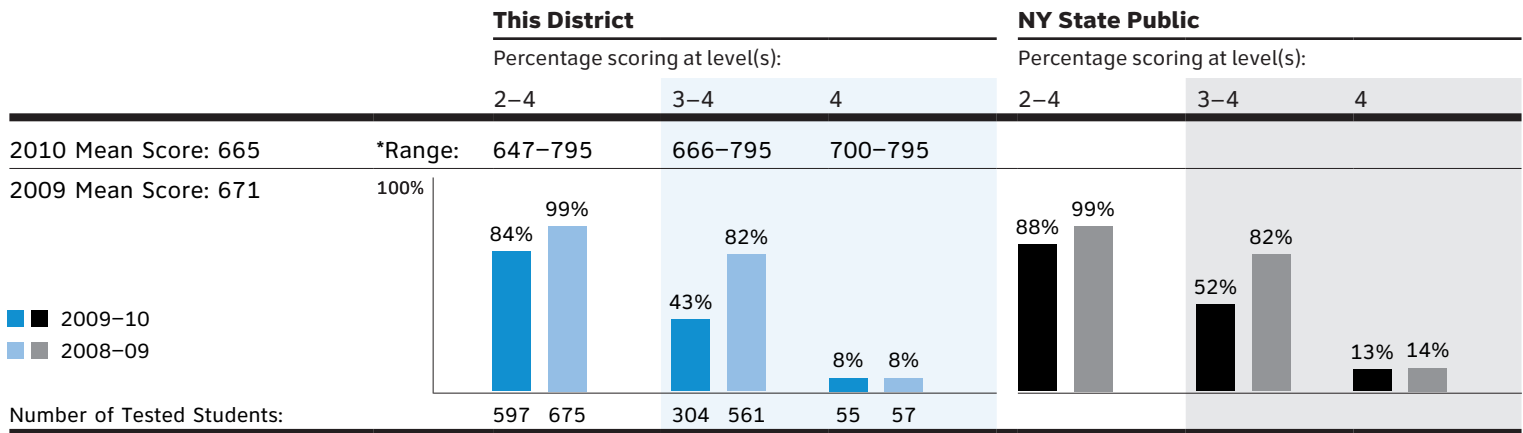 This District NY State Public
Percentage scoring at level(s): Percentage scoring at level(s):
2–4 3–4 4 2–4 3–4 4
2010 Mean Score: 665 *Range: 647–795 666–795 700–795
2009 Mean Score: 671 100%
84% 99% 43% 82% 8% 8% 88% 99% 52% 82% 13% 14%
2009–10
2008–09
Number of Tested Students: 597 675 304 561 55 57